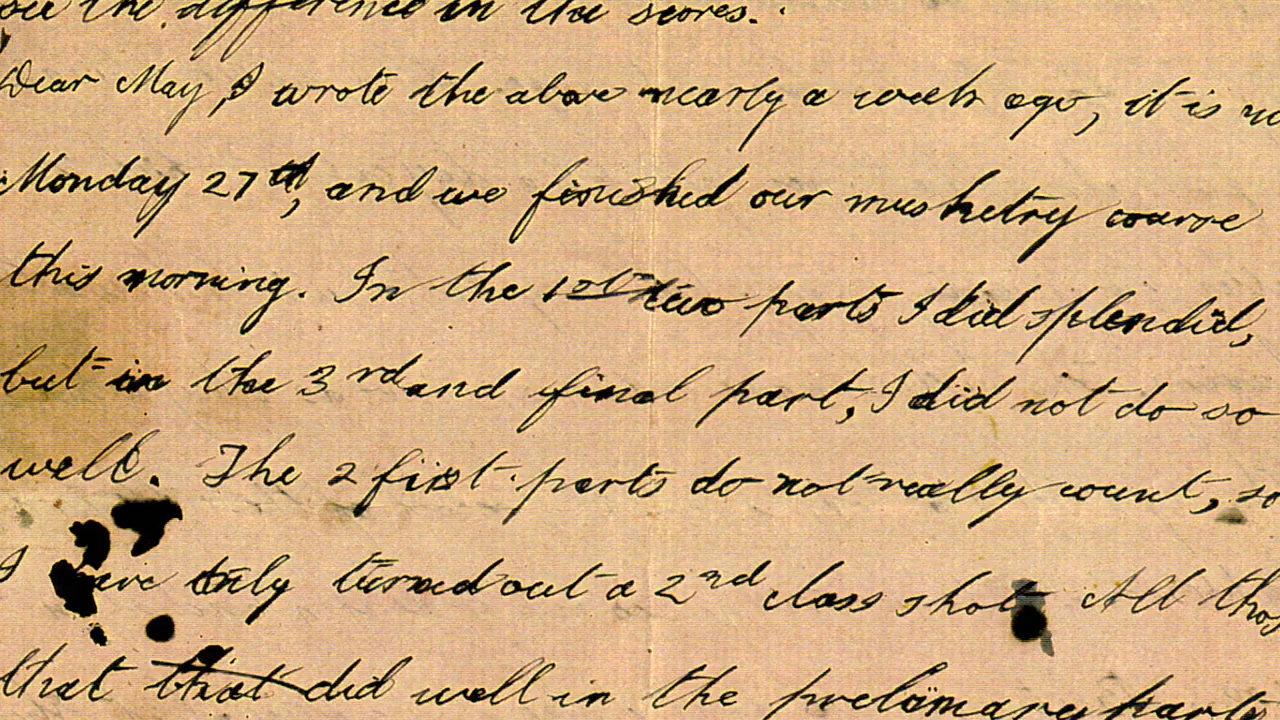 see the difference in the scores.
Dear May, I wrote the above nearly a week ago, it is
Monday 27th, and we finished our musketry course
this morning. In the 1st two parts I did splendid,
but in the 3rd and final part, I did not do so
well. The 2 first parts do not really count, so
I have only turned out a 2nd class shot. All
that that did well in the prelimary parts